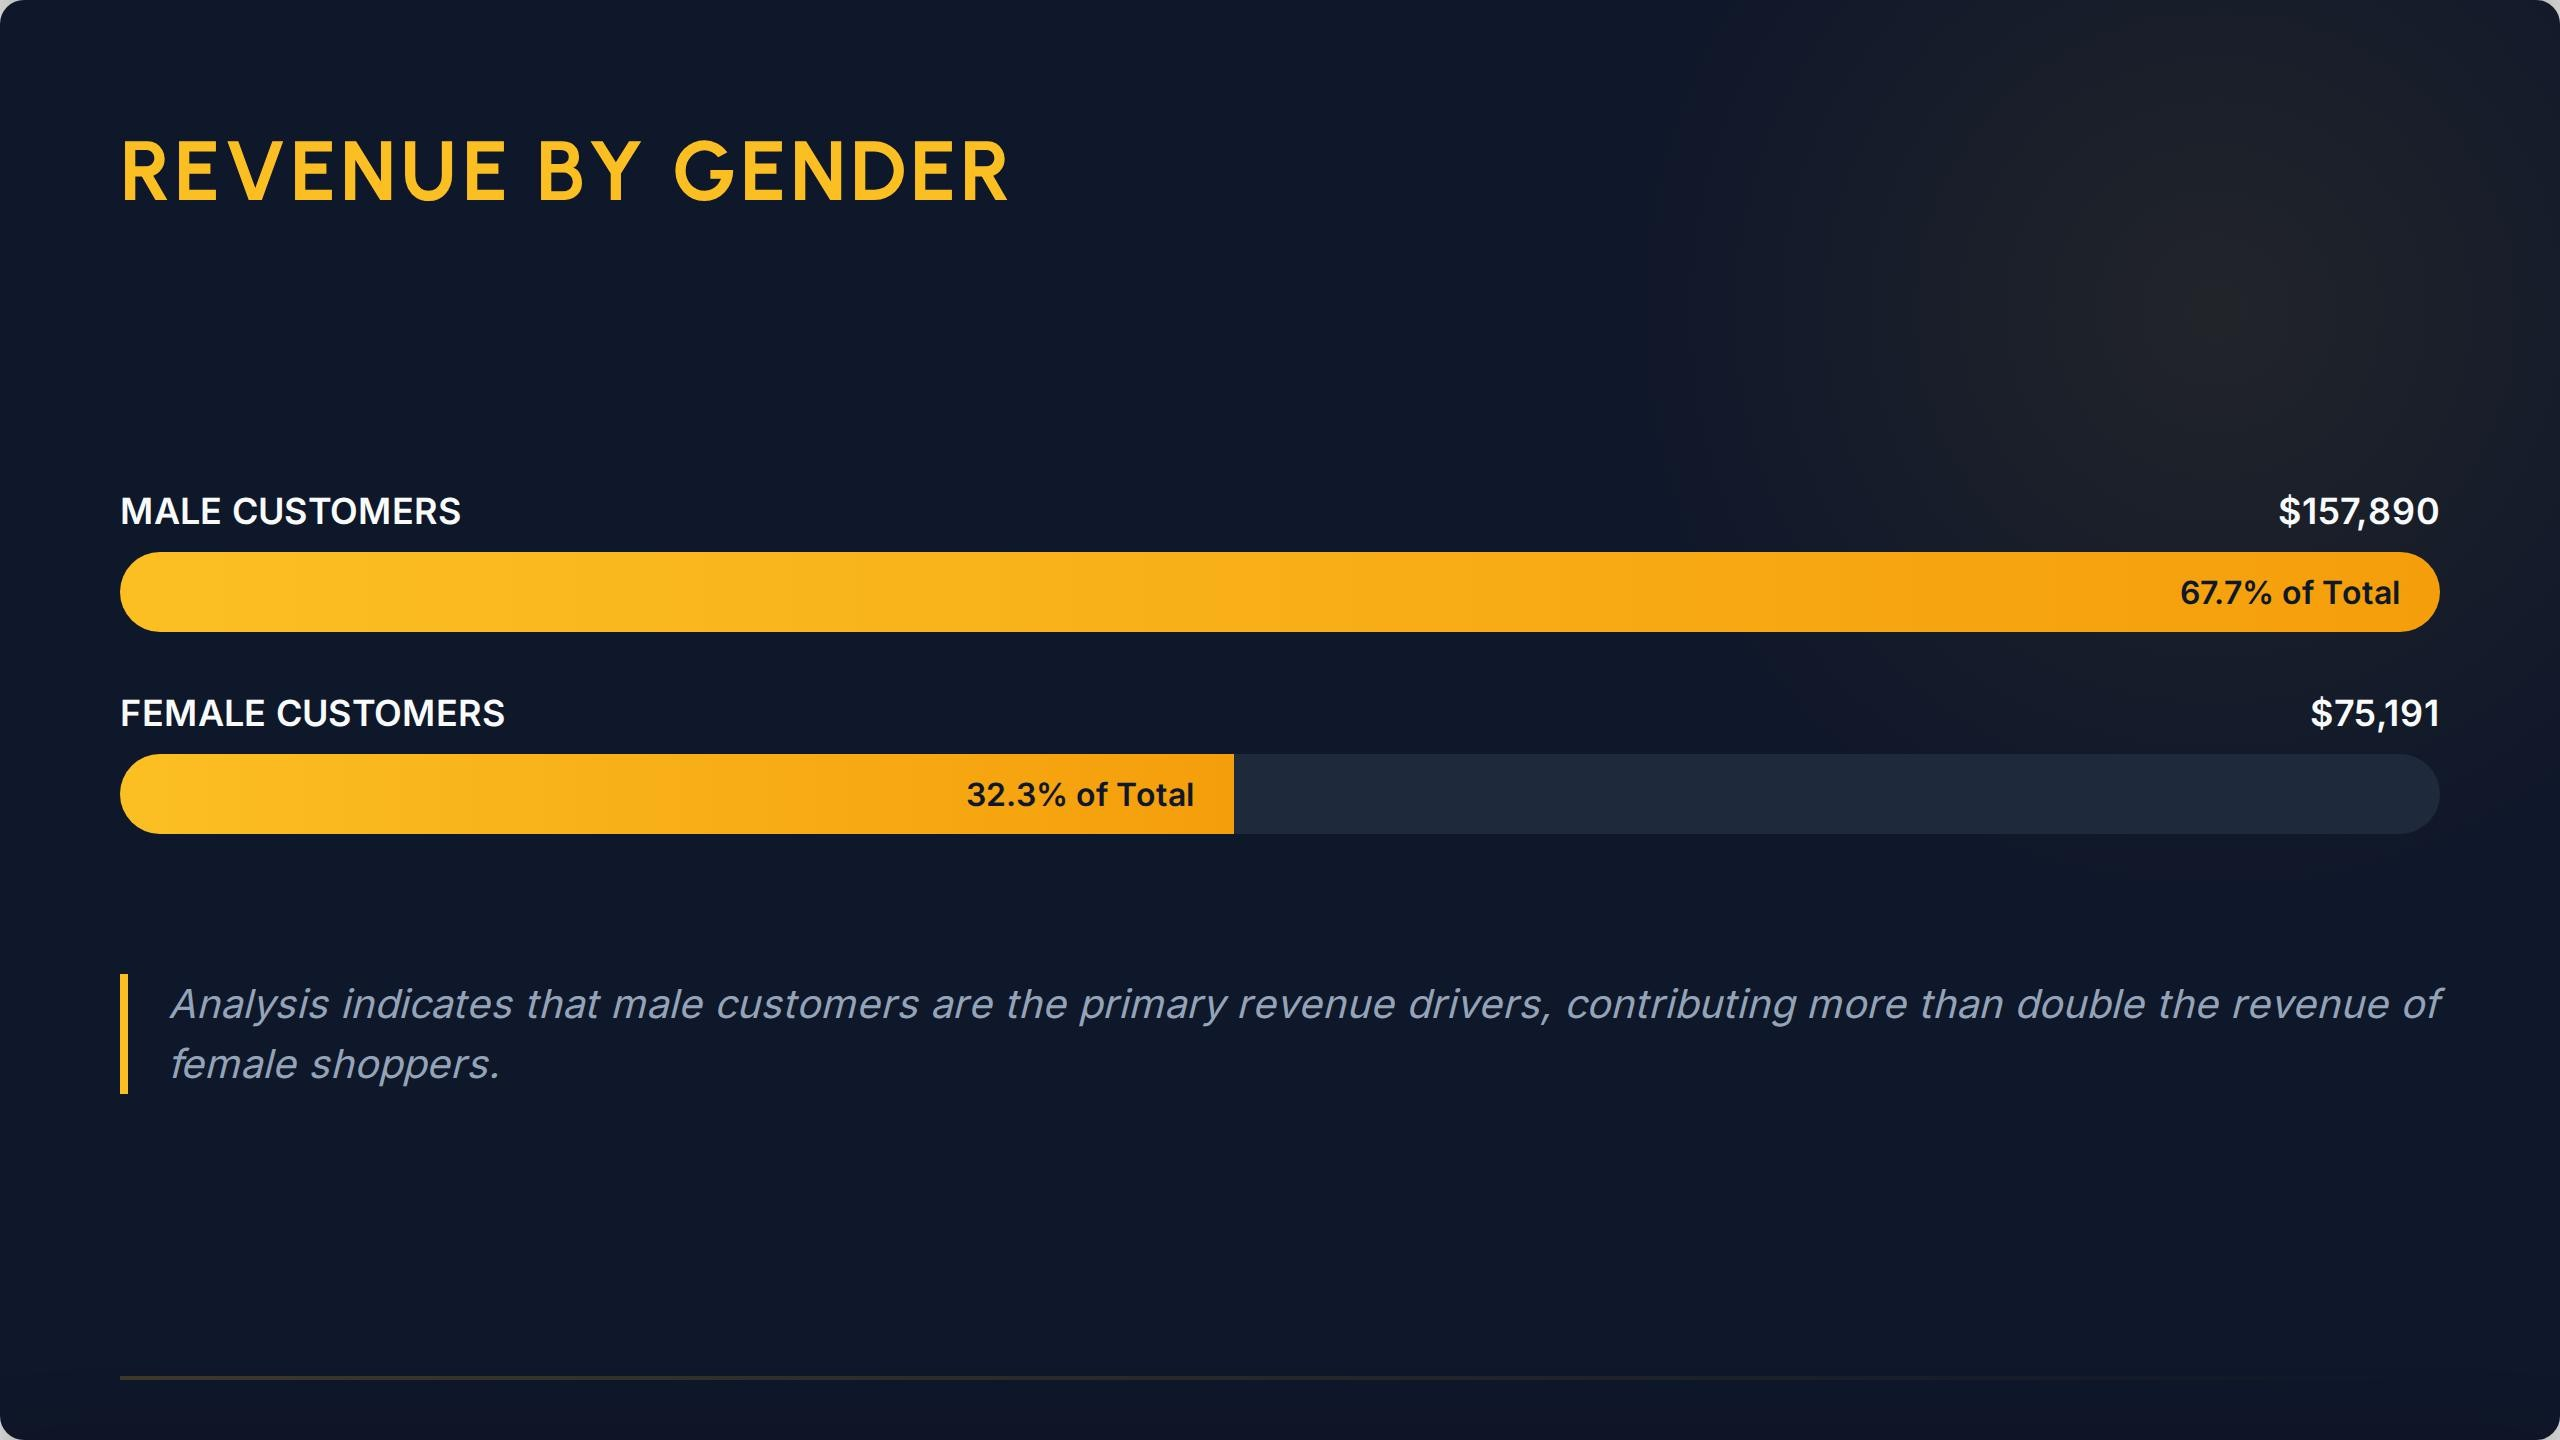 REVENUE BY GENDER
MALE CUSTOMERS $157,890
67.7% of Total
FEMALE CUSTOMERS $75,191
32.3% of Total
Analysis indicates that male customers are the primary revenue drivers, contributing more than double the revenue of
female shoppers.